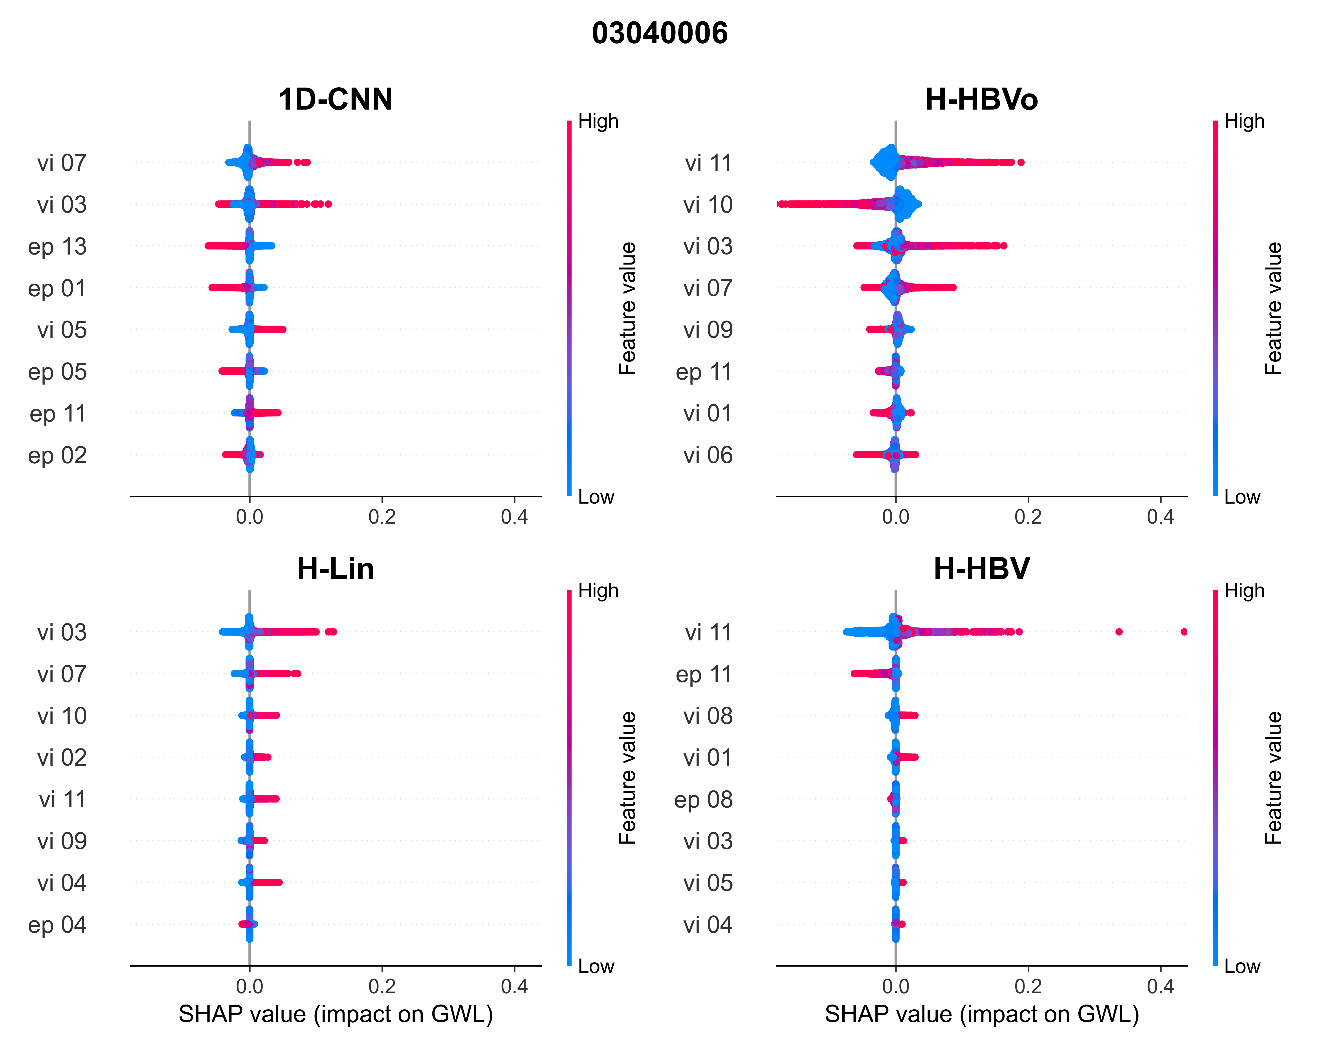 03040006
1D-CNN
High
vi 07
vi 03
ep 13
ep 01
vi 05
ep 05
ep 11
ep 02
Feature value
Low
0.0 0.2 0.4
H-HBVo
High
vi 11
vi 10
vi 03
vi 07
vi 09
ep 11
vi 01
vi 06
Feature value
Low
0.0 0.2 0.4
H-Lin
High
vi 03
vi 07
vi 10
vi 02
vi 11
vi 09
vi 04
ep 04
Feature value
Low
0.0 0.2 0.4
SHAP value (impact on GWL)
H-HBV
High
vi 11
ep 11
vi 08
vi 01
ep 08
vi 03
vi 05
vi 04
Feature value
Low
0.0 0.2 0.4
SHAP value (impact on GWL)